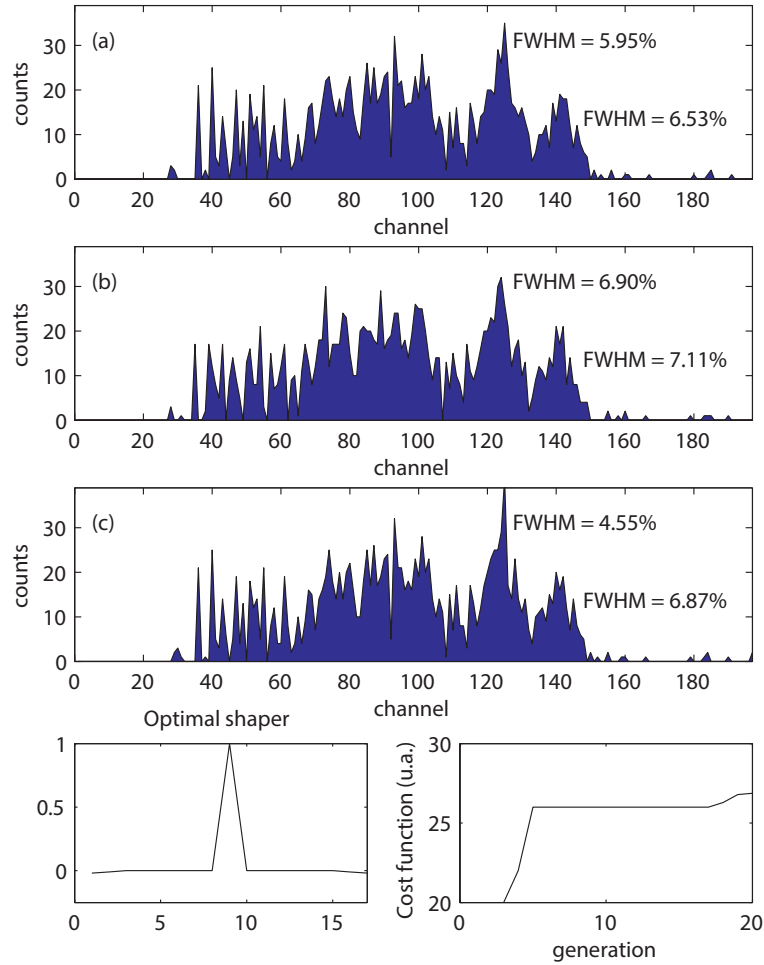 (a)
FWHM = 5.95%
FWHM = 6.53%
counts
30
20
10
0
0 20 40 60 80 100 120 140 160 180
channel
(b)
FWHM = 6.90%
FWHM = 7.11%
counts
30
20
10
0
0 20 40 60 80 100 120 140 160 180
channel
(c)
FWHM = 4.55%
FWHM = 6.87%
counts
30
20
10
0
0 20 40 60 80 100 120 140 160 180
channel
Optimal shaper
1
0.5
0
0 5 10 15
Cost function (u.a.)
30
25
20
0 10 20
generation